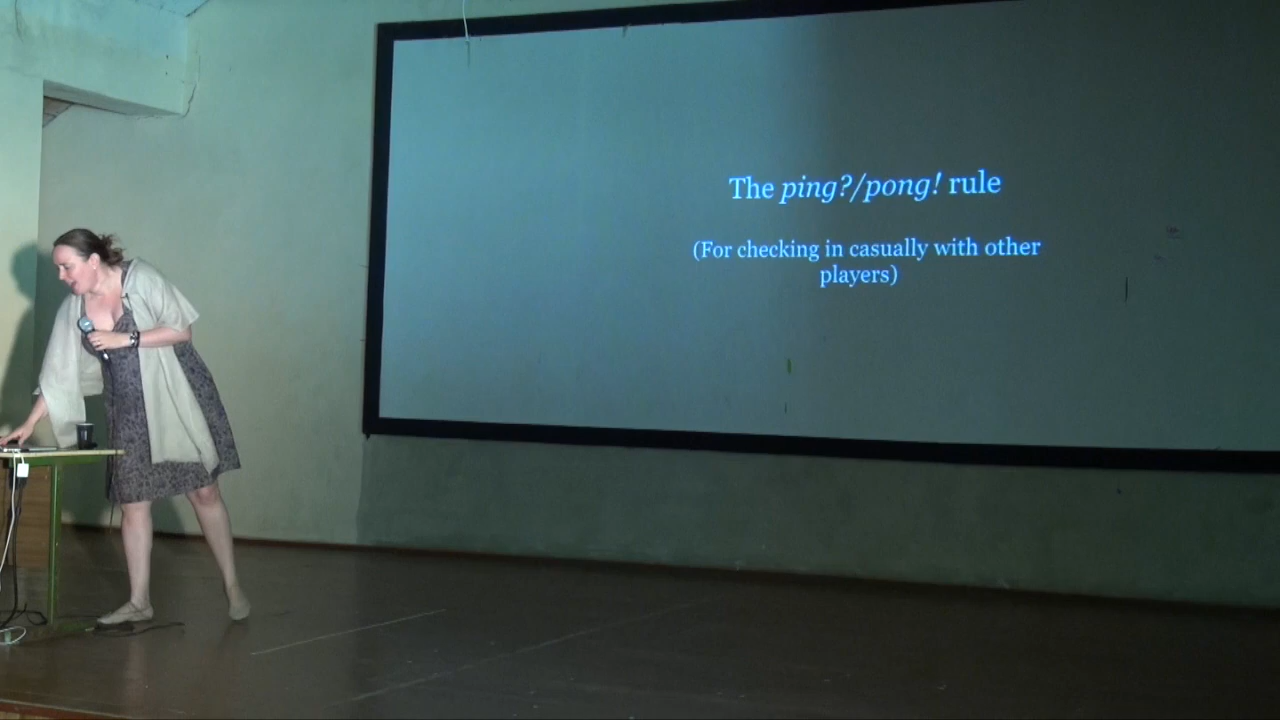 The ping?/pong! rule
(For checking in casually with other
players)